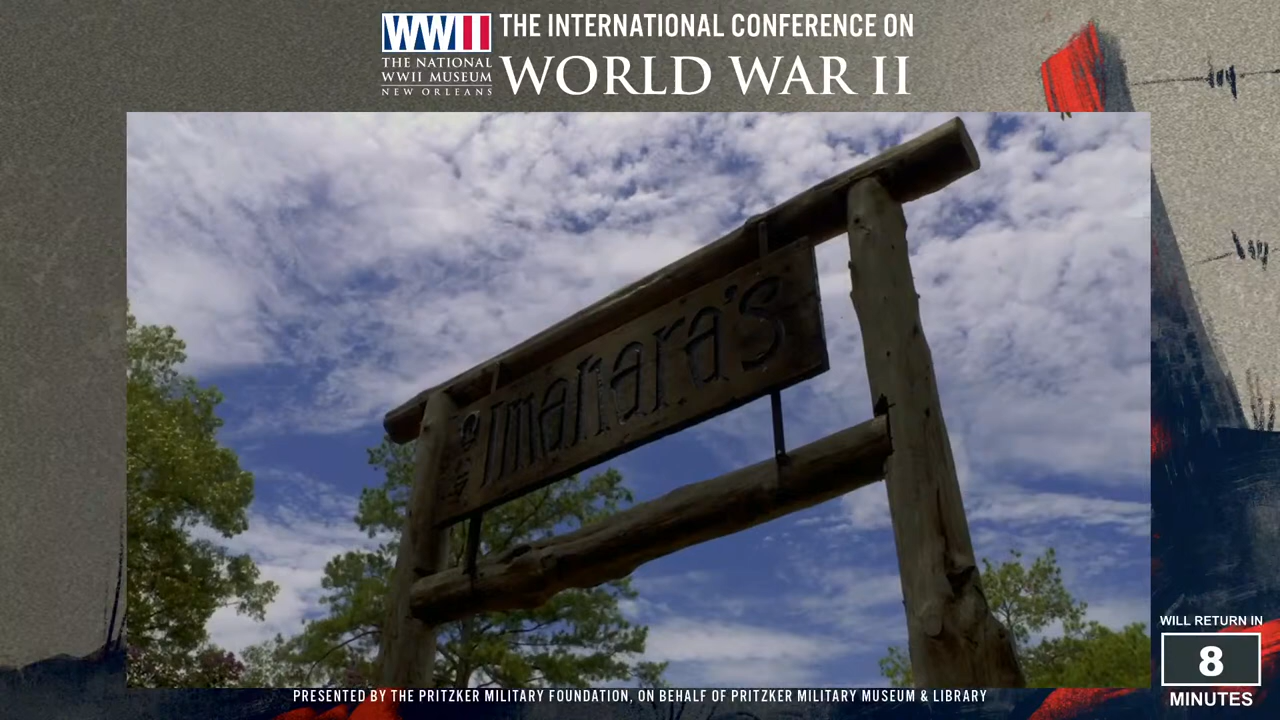 WWII
THE NATIONAL
WWII MUSEUM
NEW ORLEANS
THE INTERNATIONAL CONFERENCE ON
WORLD WAR II
Imahara's
WILL RETURN IN
8
MINUTES
PRESENTED BY THE PRITZKER MILITARY FOUNDATION, ON BEHALF OF PRITZKER MILITARY MUSEUM & LIBRARY